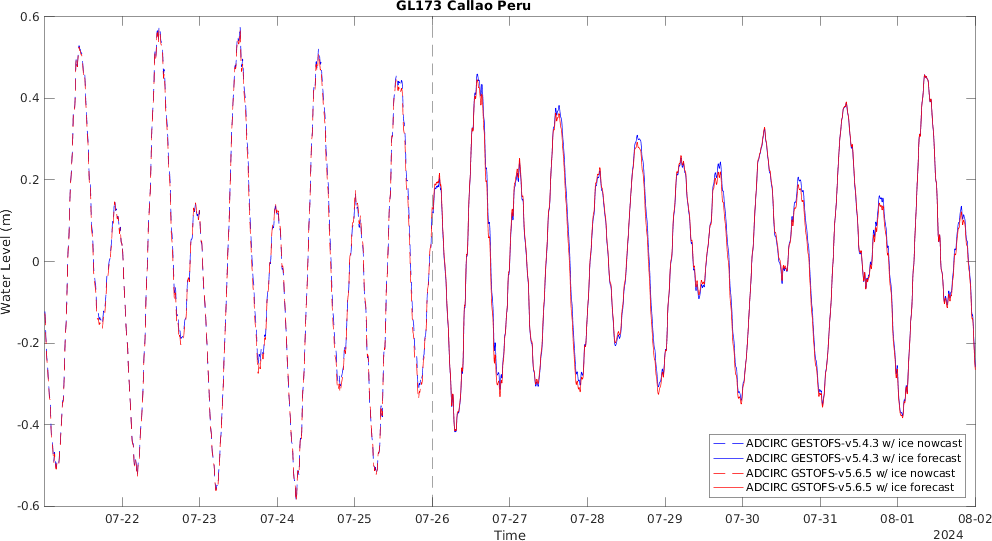 GL173 Callao Peru
0.6
0.4
0.2
0
-0.2
-0.4
-0.6
Water Level (m)
ADCIRC GESTOFS-v5.4.3 w/ ice nowcast
ADCIRC GESTOFS-v5.4.3 w/ ice forecast
ADCIRC GSTOFS-v5.6.5 w/ ice nowcast
ADCIRC GSTOFS-v5.6.5 w/ ice forecast
07-22 07-23 07-24 07-25 07-26 07-27 07-28 07-29 07-30 07-31 08-01 08-02
Time
2024